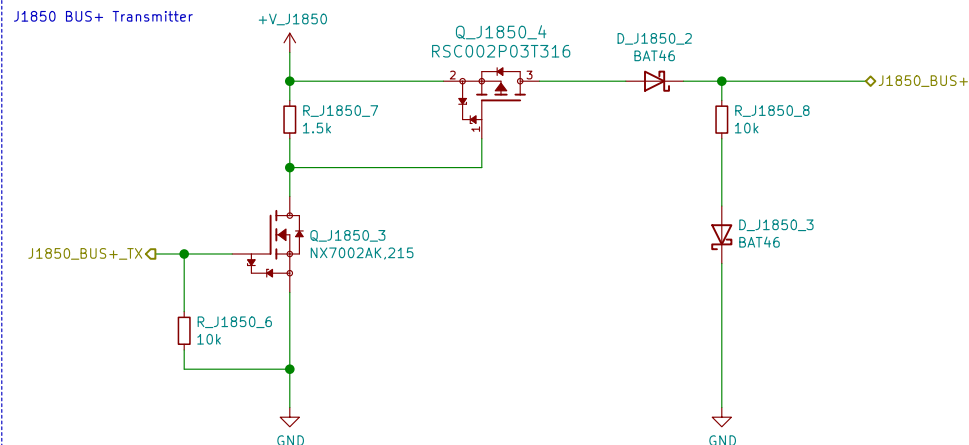 J1850 BUS+ Transmitter
+V_J1850
Q_J1850_4
RSC002P03T316
D_J1850_2
BAT46
2
3
1
J1850_BUS+
R_J1850_7
1.5k
R_J1850_8
10k
Q_J1850_3
NX7002AK,215
D_J1850_3
BAT46
J1850_BUS+_TX
R_J1850_6
10k
GND
GND